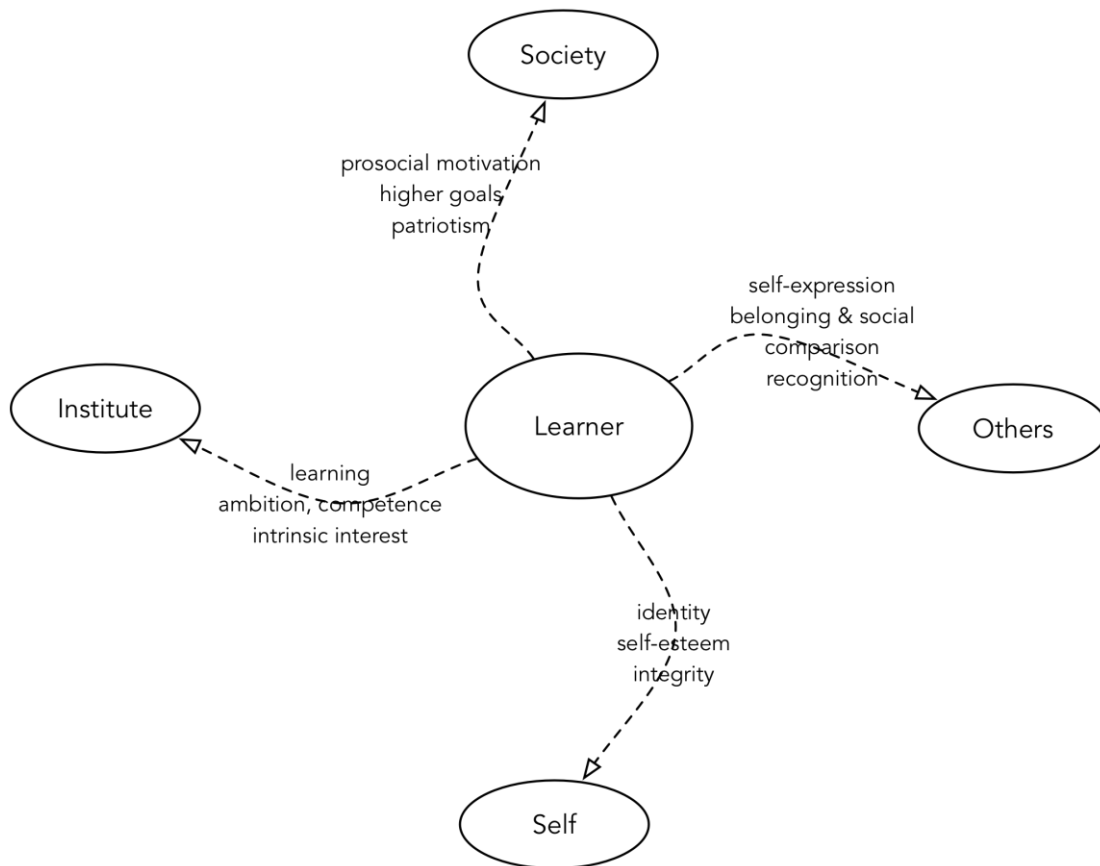 Society
prosocial motivation
higher goals
patriotism
self-expression
belonging & social
comparison
recognition
Institute
Learner
Others
learning
ambition, competence
intrinsic interest
identity
self-esteem
integrity
Self